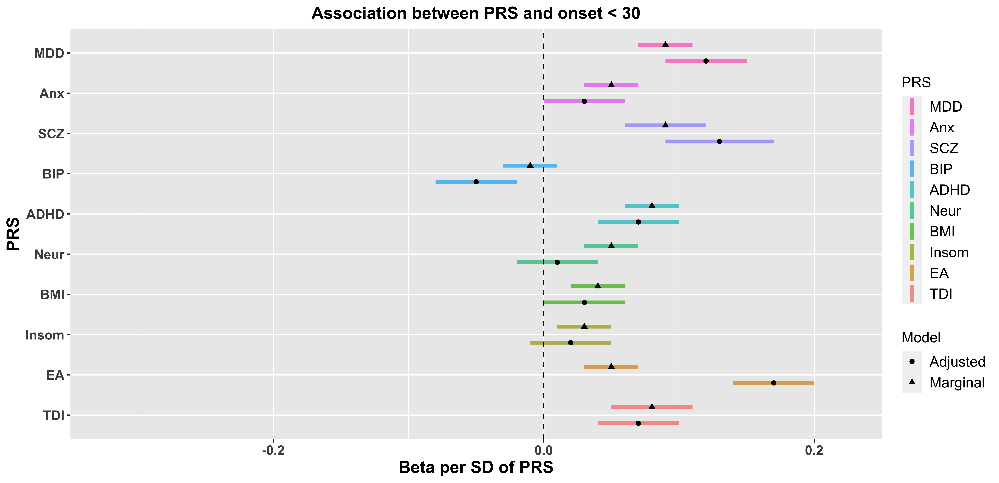 Association between PRS and onset < 30
PRS
MDD
Anx
SCZ
BIP
ADHD
Neur
BMI
Insom
EA
TDI
-0.2
0.0
0.2
Beta per SD of PRS
PRS
MDD
Anx
SCZ
BIP
ADHD
Neur
BMI
Insom
EA
TDI
Model
Adjusted
Marginal